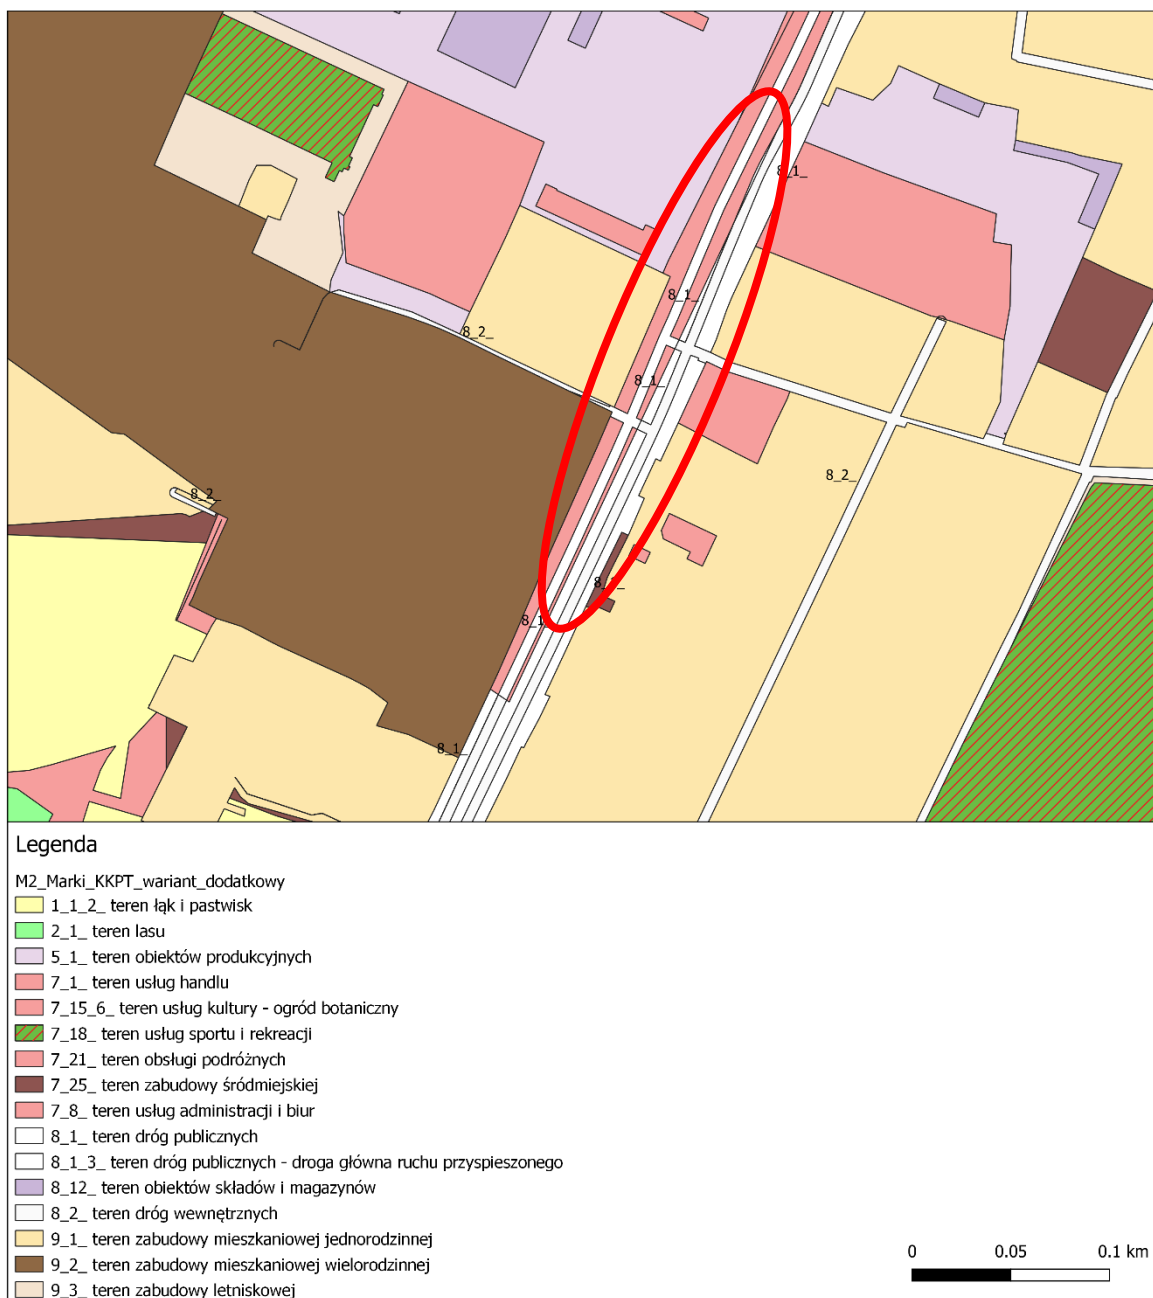 8_1_
8_1_
8_2_
8_1_
8_2_
8_2_
8_1_
8_1_
Legenda
M2_Marki_KKPT_wariant_dodatkowy
1_1_2_ teren łąk i pastwisk
2_1_ teren lasu
5_1_ teren obiektów produkcyjnych
7_1_ teren usług handlu
7_15_6_ teren usług kultury - ogród botaniczny
7_18_ teren usług sportu i rekreacji
7_21_ teren obsługi podróżnych
7_25_ teren zabudowy śródmiejskiej
7_8_ teren usług administracji i biur
8_1_ teren dróg publicznych
8_1_3_ teren dróg publicznych - droga główna ruchu przyspieszonego
8_12_ teren obiektów składów i magazynów
8_2_ teren dróg wewnętrznych
9_1_ teren zabudowy mieszkaniowej jednorodzinnej
9_2_ teren zabudowy mieszkaniowej wielorodzinnej
9_3_ teren zabudowy letniskowej
0 0.05 0.1 km